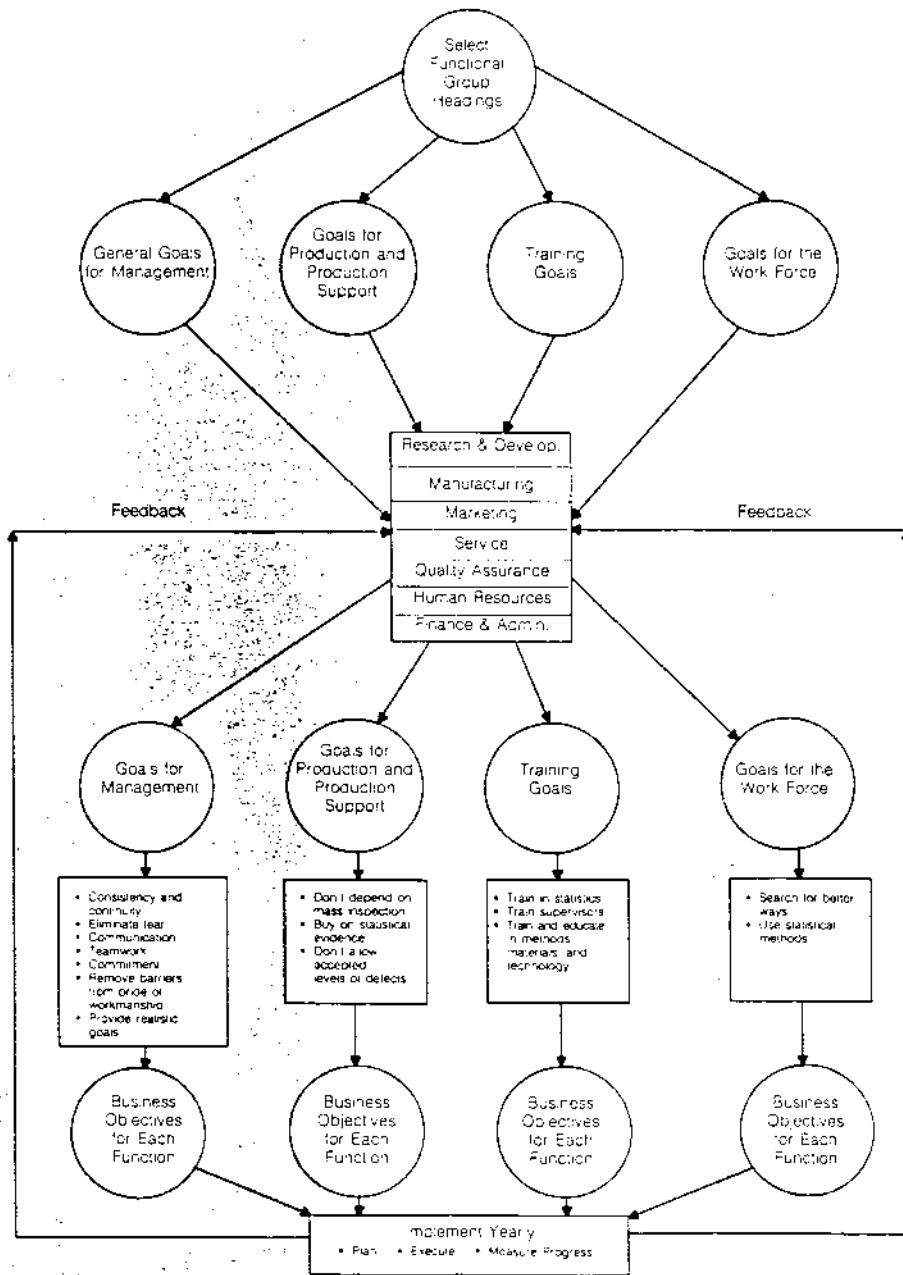 Select
Functional
Group
Headings
General Goals
for Management
Goals for
Production and
Production
Support
Training
Goals
Goals for the
Work Force
Research & Develop.
Manufacturing
Marketing
Service
Quality Assurance
Human Resources
Finance & Admin.
Feedback
Feedback
Goals for
Management
Goals for
Production and
Production
Support
Training
Goals
Goals for the
Work Force
• Consistency and
continuity
• Eliminate fear
• Communication
• Teamwork
• Commitment
• Remove barriers
from pride of
workmanship
• Provide realistic
goals
• Don't depend on
mass inspection
• Buy on statistical
evidence
• Don't allow
accepted
levels of defects
• Train in statistics
• Train supervisors
• Train and educate
in methods,
materials, and
technology
• Search for better
ways
• Use statistical
methods
Business
Objectives
for Each
Function
Business
Objectives
for Each
Function
Business
Objectives
for Each
Function
Business
Objectives
for Each
Function
Implement Yearly
• Plan • Execute • Measure Progress